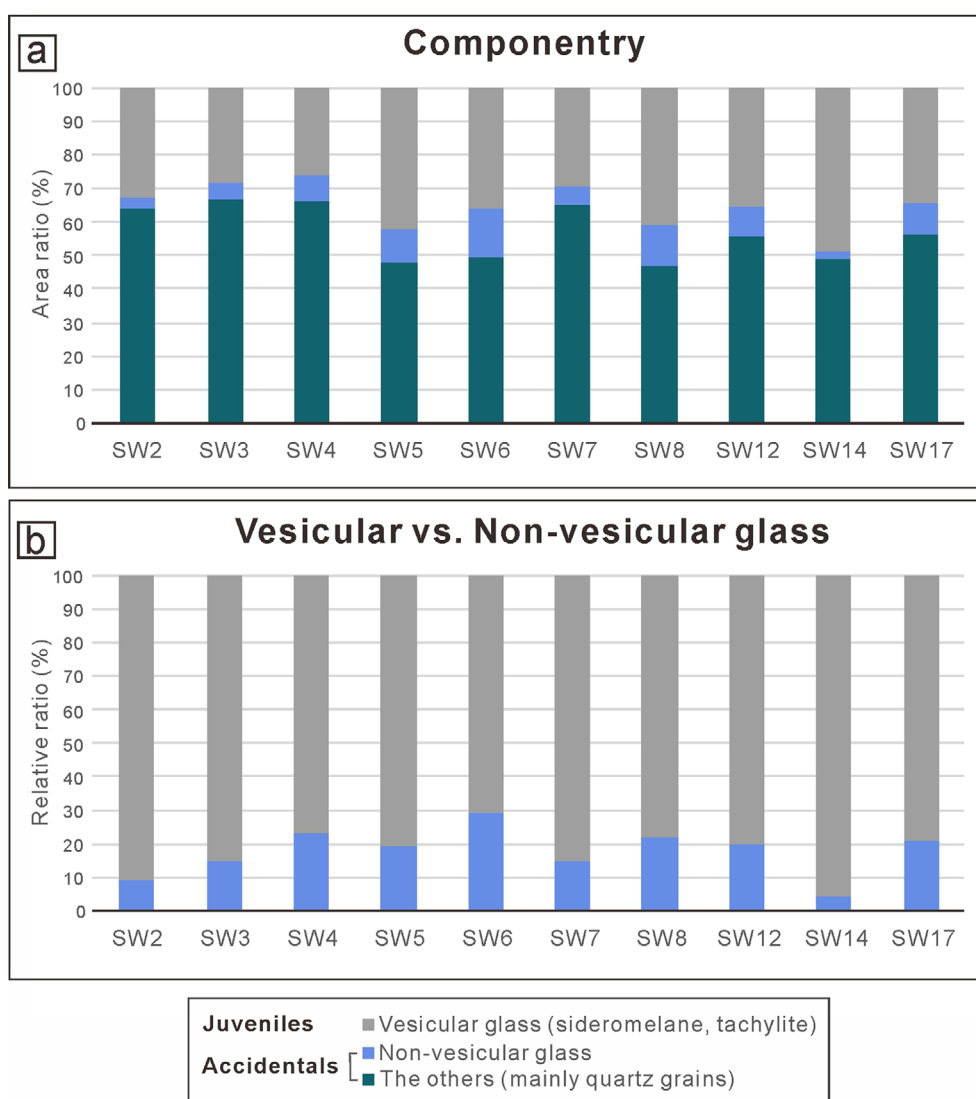 a
Componentry
Area ratio (%)
100
90
80
70
60
50
40
30
20
10
0
SW2 SW3 SW4 SW5 SW6 SW7 SW8 SW12 SW14 SW17
b
Vesicular vs. Non-vesicular glass
Relative ratio (%)
100
90
80
70
60
50
40
30
20
10
0
SW2 SW3 SW4 SW5 SW6 SW7 SW8 SW12 SW14 SW17
Juveniles Vesicular glass (sideromelane, tachylite)
Accidentals Non-vesicular glass
The others (mainly quartz grains)